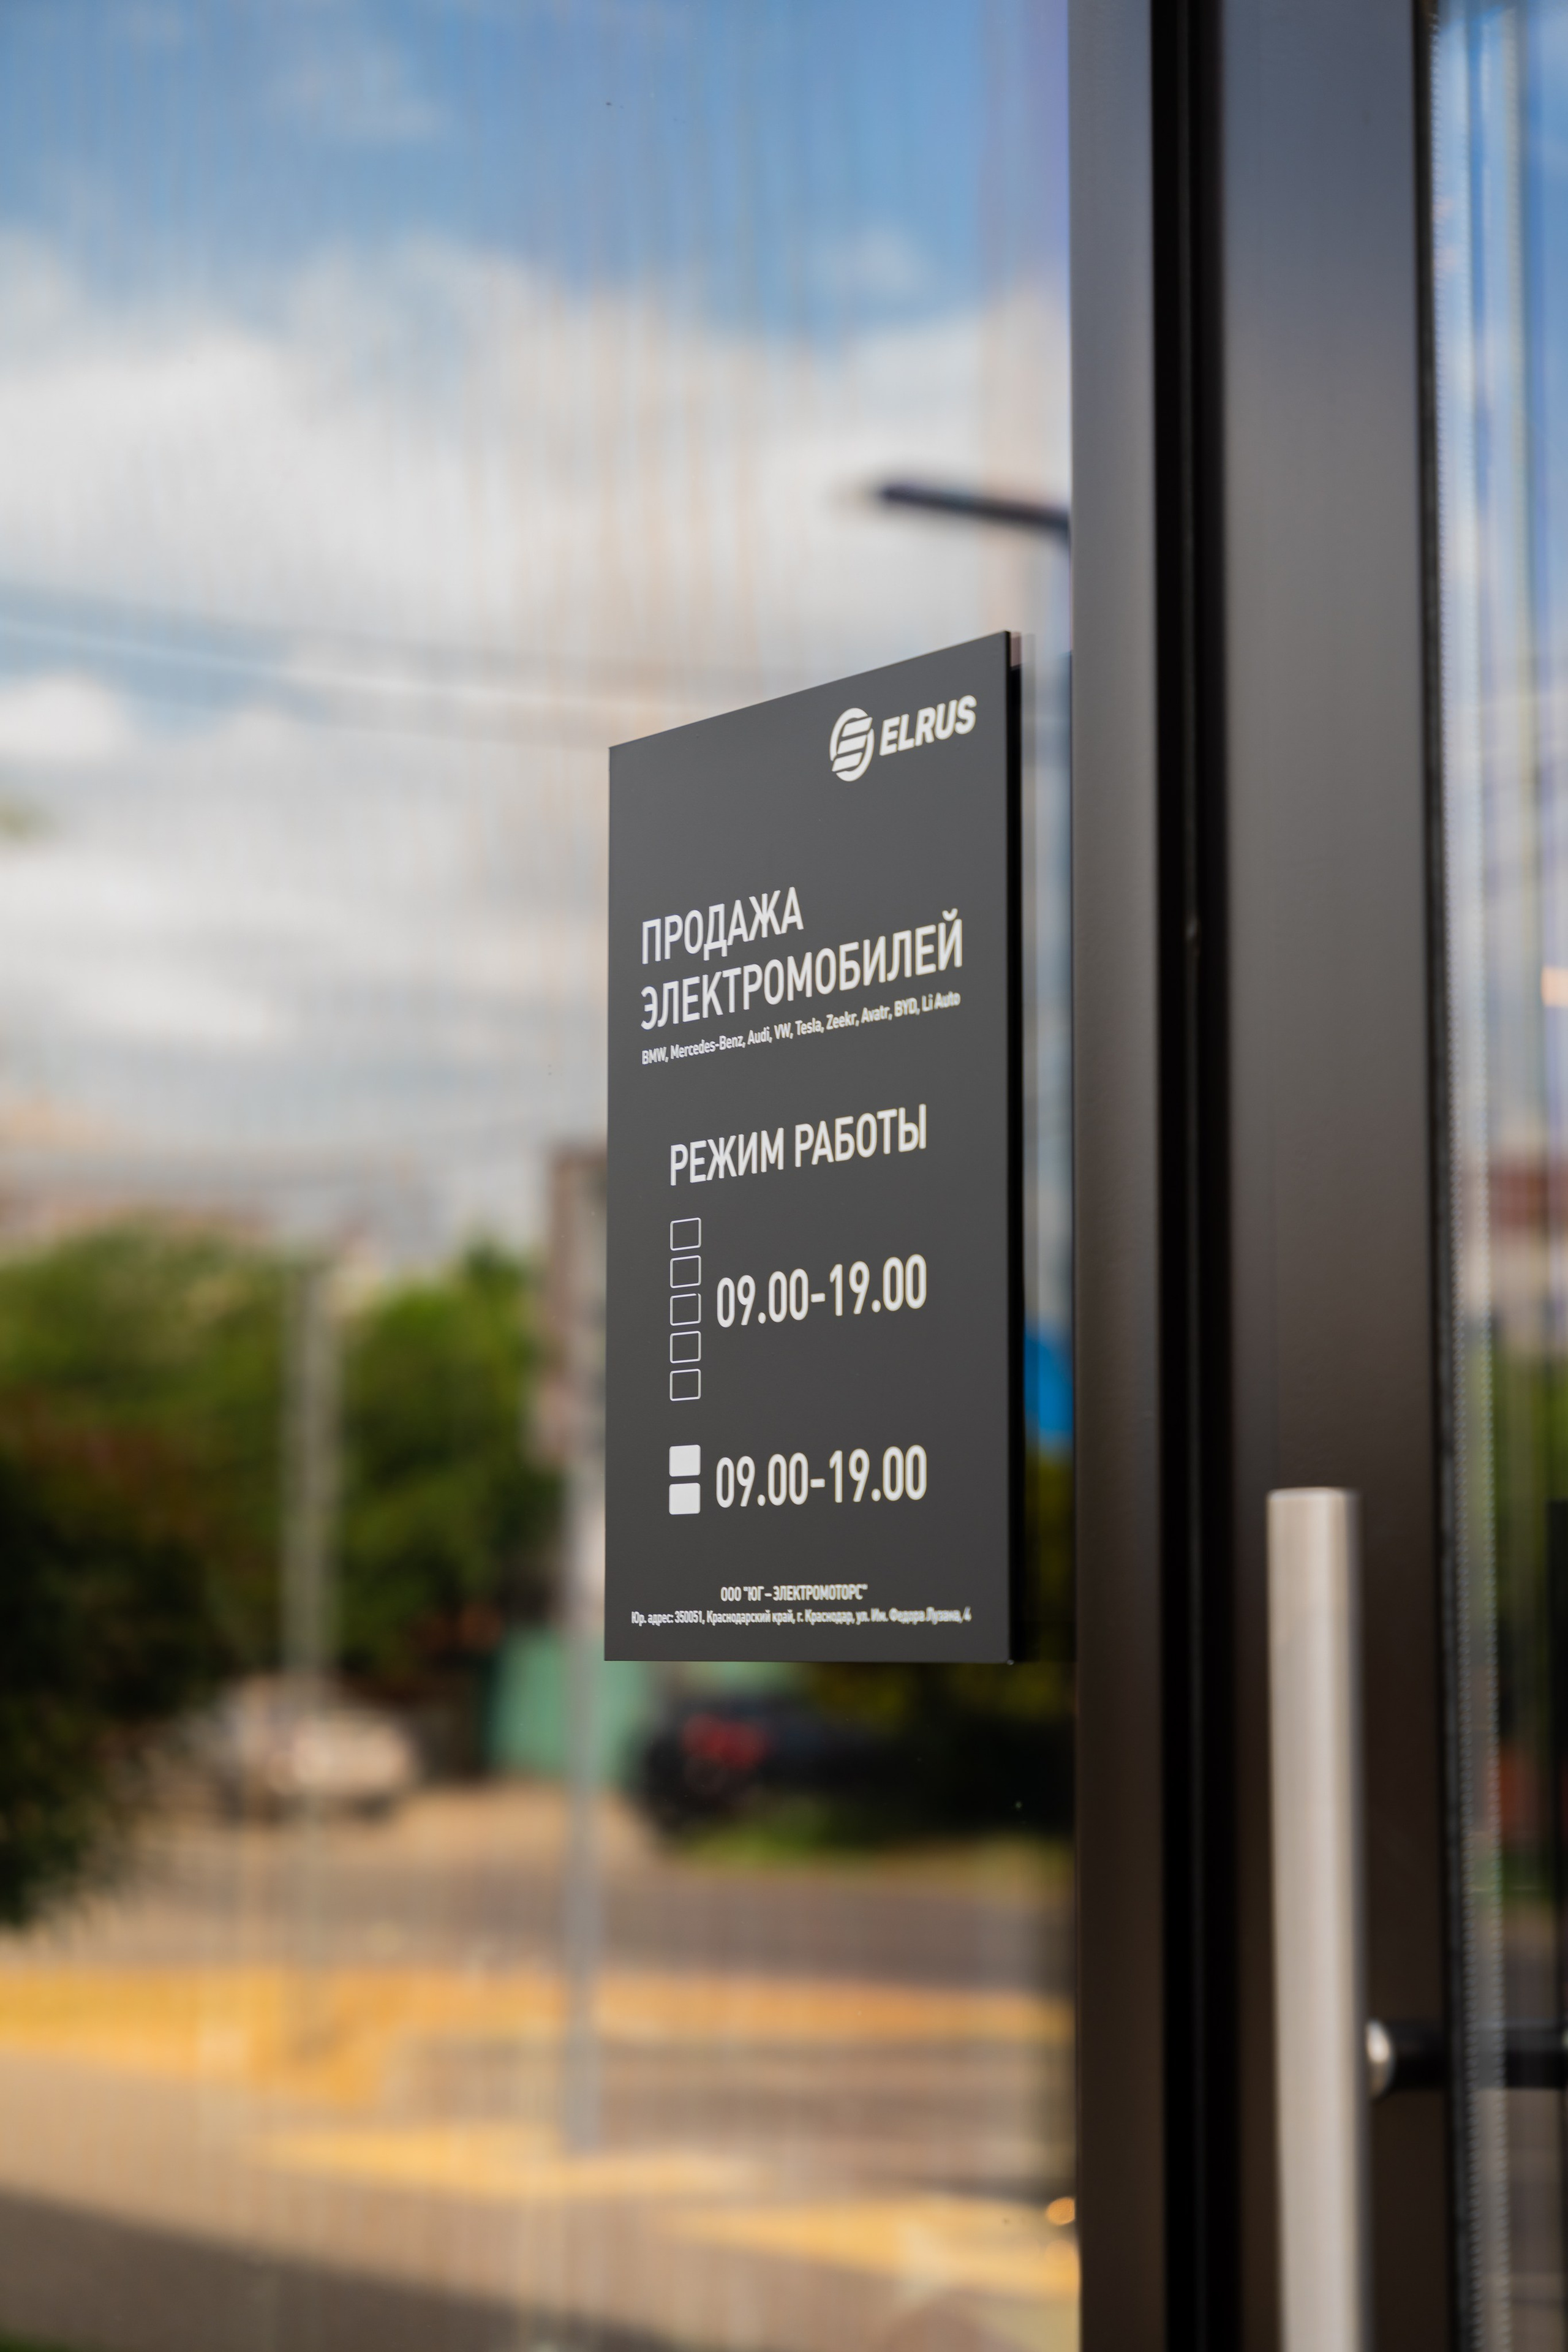 ELRUS
ПРОДАЖА
ЭЛЕКТРОМОБИЛЕЙ
BMW, Mercedes-Benz, Audi, VW, Tesla, Zeekr, Avatr, BYD, Li Auto
РЕЖИМ РАБОТЫ
09.00-19.00
09.00-19.00
ООО "ЮГ – ЭЛЕКТРОМОТОРС"
Юр. адрес: 350051, Краснодарский край, г. Краснодар, ул. Им. Федора Лузана, 4